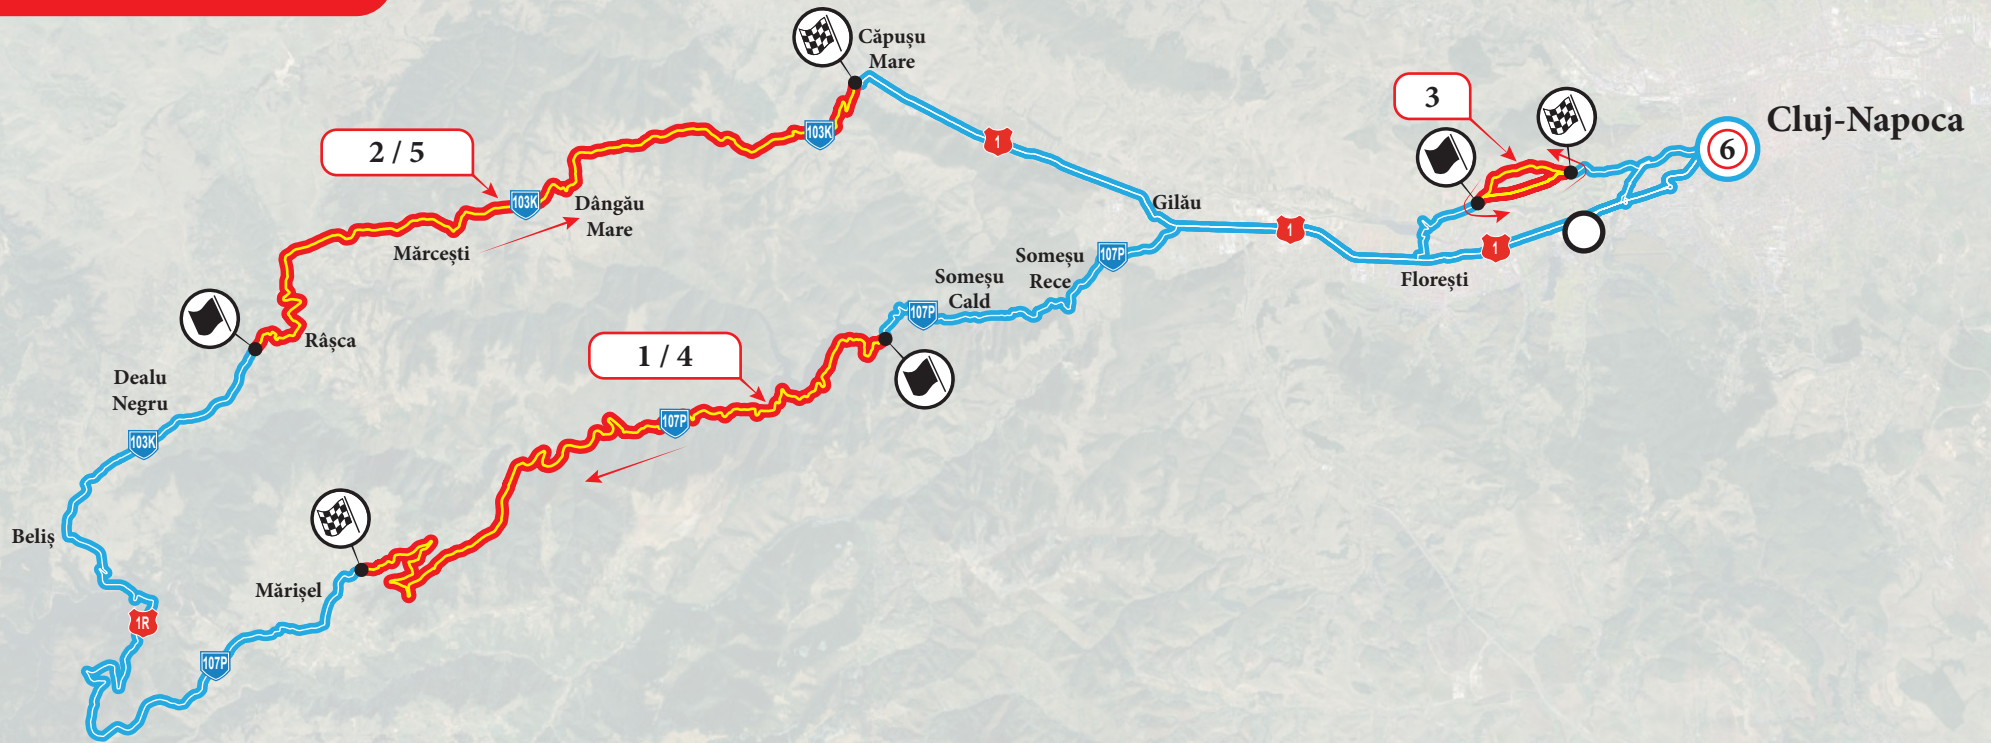 Căpușu
Mare
3
Cluj-Napoca
6
103K
1
2 / 5
103K
Dângău
Mare
Gilău
1
Mărcești
1
Florești
107P
Someșu
Rece
Someșu
Cald
107P
Râșca
1 / 4
Dealu
Negru
107P
103K
Beliș
Mărișel
1R
107P